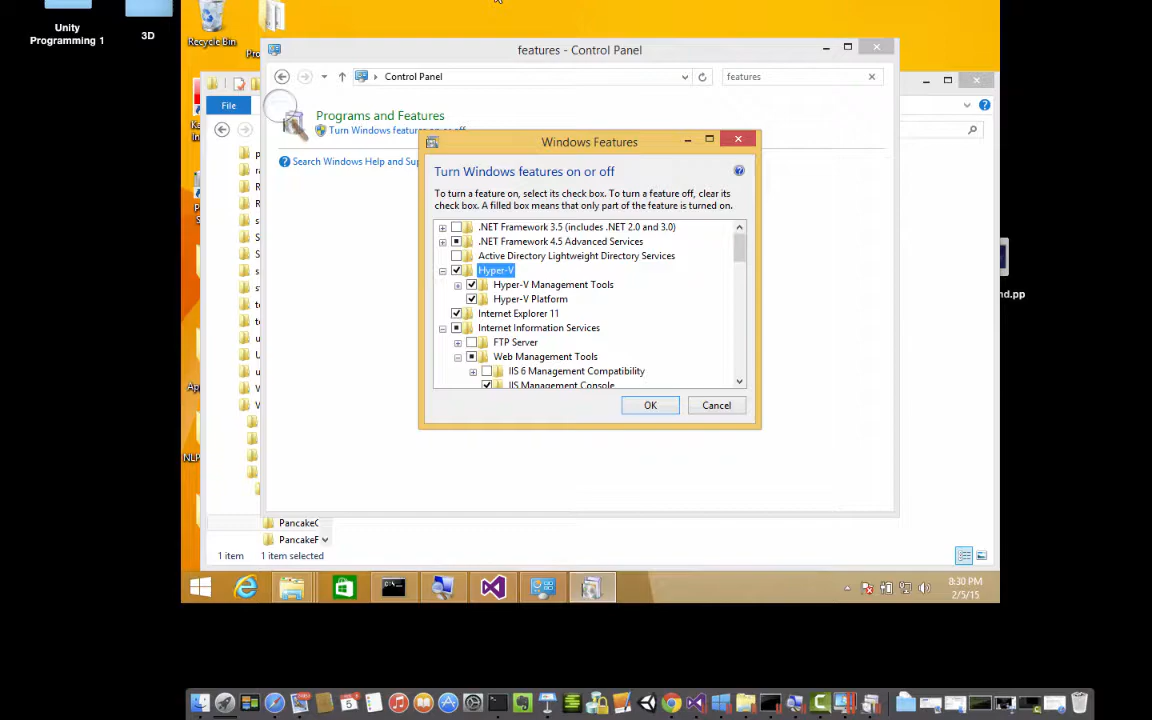 Unity
Programming 1
3D
Recycle Bin
features - Control Panel
Control Panel
features
File
Programs and Features
Turn Windows features on or off
Search Windows Help and Sup
Windows Features
Turn Windows features on or off
To turn a feature on, select its check box. To turn a feature off, clear its
check box. A filled box means that only part of the feature is turned on.
.NET Framework 3.5 (includes .NET 2.0 and 3.0)
.NET Framework 4.5 Advanced Services
Active Directory Lightweight Directory Services
Hyper-V
Hyper-V Management Tools
Hyper-V Platform
Internet Explorer 11
Internet Information Services
FTP Server
Web Management Tools
IIS 6 Management Compatibility
IIS Management Console
OK
Cancel
nd.pp
NLP
PancakeC
PancakeF
1 item
1 item selected
8:30 PM
2/5/15